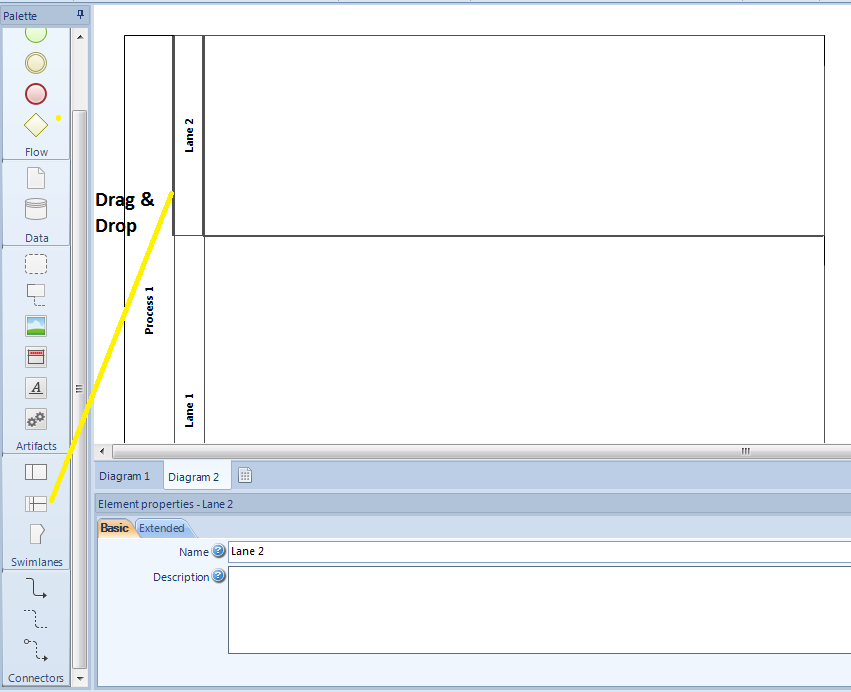 Palette
Flow
Data
A
Artifacts
Swimlanes
Connectors
Drag &
Drop
Process 1
Lane 2
Lane 1
Diagram 1
Diagram 2
Element properties - Lane 2
Basic
Extended
Name ? Lane 2
Description ?